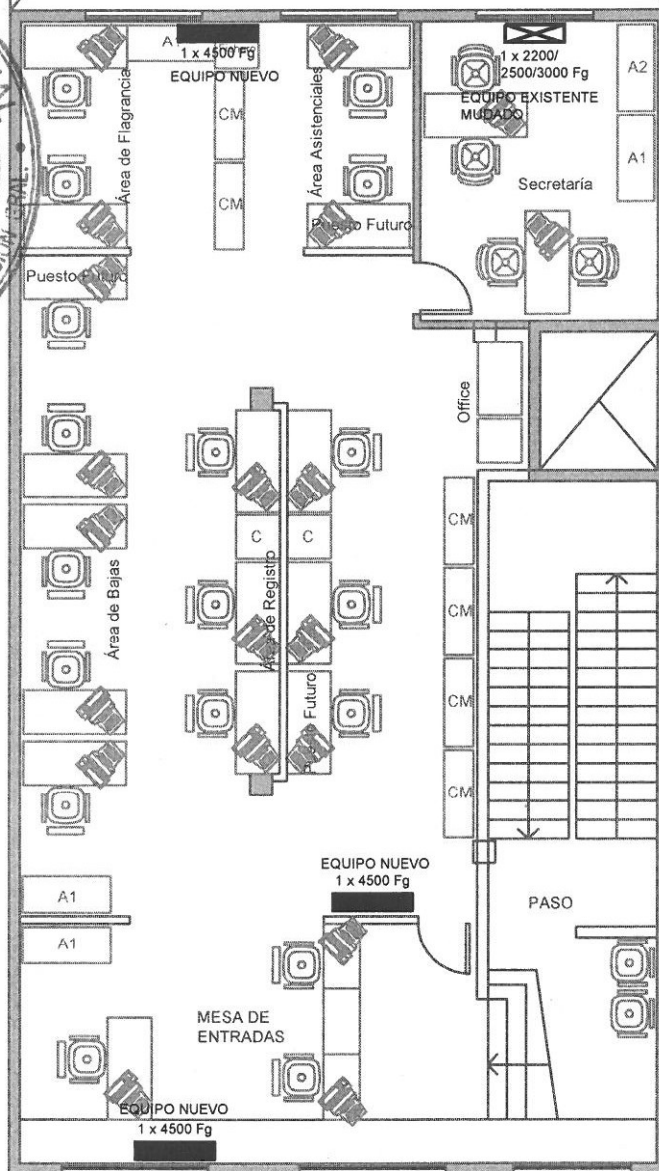 A1
1 x 4500 Fg
EQUIPO NUEVO
Área de Flagrancia
CM
CM
Área Asistenciales
Puesto Futuro
1 x 2200/
2500/3000 Fg
EQUIPO EXISTENTE
MUDADO
A2
A1
Secretaría
Puesto Futuro
Office
C
C
Área de Registro
Puesto Futuro
Área de Bajas
CM
CM
CM
CM
EQUIPO NUEVO
1 x 4500 Fg
PASO
A1
A1
MESA DE
ENTRADAS
EQUIPO NUEVO
1 x 4500 Fg
GRAL.